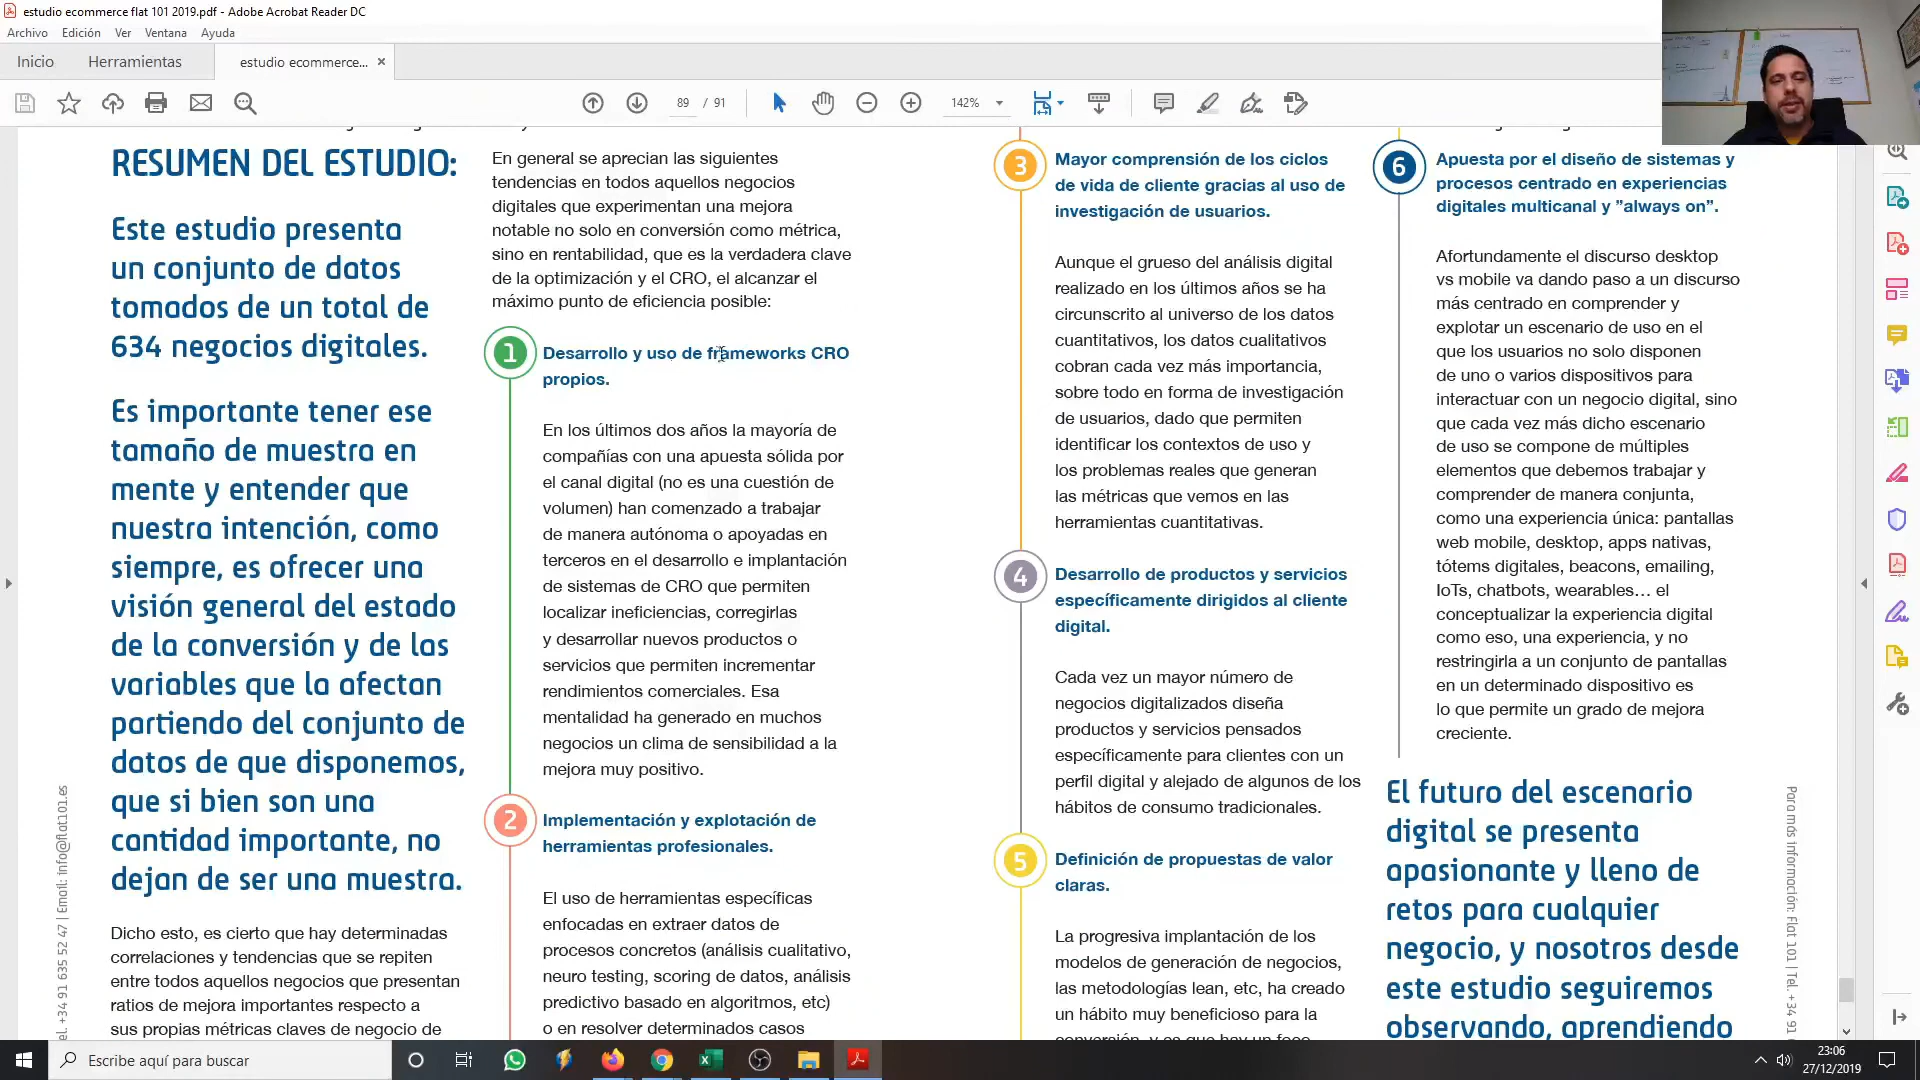 estudio ecommerce flat 101 2019.pdf - Adobe Acrobat Reader DC
Archivo Edición Ver Ventana Ayuda
Inicio Herramientas estudio ecommerce... ×
89 / 91 142%
RESUMEN DEL ESTUDIO:
Este estudio presenta
un conjunto de datos
tomados de un total de
634 negocios digitales.
Es importante tener ese
tamaño de muestra en
mente y entender que
nuestra intención, como
siempre, es ofrecer una
visión general del estado
de la conversión y de las
variables que la afectan
partiendo del conjunto de
datos de que disponemos,
que si bien son una
cantidad importante, no
dejan de ser una muestra.
Dicho esto, es cierto que hay determinadas
correlaciones y tendencias que se repiten
entre todos aquellos negocios que presentan
ratios de mejora importantes respecto a
sus propias métricas claves de negocio de
En general se aprecian las siguientes
tendencias en todos aquellos negocios
digitales que experimentan una mejora
notable no solo en conversión como métrica,
sino en rentabilidad, que es la verdadera clave
de la optimización y el CRO, el alcanzar el
máximo punto de eficiencia posible:
1
Desarrollo y uso de frameworks CRO
propios.
En los últimos dos años la mayoría de
compañías con una apuesta sólida por
el canal digital (no es una cuestión de
volumen) han comenzado a trabajar
de manera autónoma o apoyadas en
terceros en el desarrollo e implantación
de sistemas de CRO que permiten
localizar ineficiencias, corregirlas
y desarrollar nuevos productos o
servicios que permiten incrementar
rendimientos comerciales. Esa
mentalidad ha generado en muchos
negocios un clima de sensibilidad a la
mejora muy positivo.
2
Implementación y explotación de
herramientas profesionales.
El uso de herramientas específicas
enfocadas en extraer datos de
procesos concretos (análisis cualitativo,
neuro testing, scoring de datos, análisis
predictivo basado en algoritmos, etc)
o en resolver determinados casos
3
Mayor comprensión de los ciclos
de vida de cliente gracias al uso de
investigación de usuarios.
Aunque el grueso del análisis digital
realizado en los últimos años se ha
circunscrito al universo de los datos
cuantitativos, los datos cualitativos
cobran cada vez más importancia,
sobre todo en forma de investigación
de usuarios, dado que permiten
identificar los contextos de uso y
los problemas reales que generan
las métricas que vemos en las
herramientas cuantitativas.
4
Desarrollo de productos y servicios
específicamente dirigidos al cliente
digital.
Cada vez un mayor número de
negocios digitalizados diseña
productos y servicios pensados
específicamente para clientes con un
perfil digital y alejado de algunos de los
hábitos de consumo tradicionales.
5
Definición de propuestas de valor
claras.
La progresiva implantación de los
modelos de generación de negocios,
las metodologías lean, etc, ha creado
un hábito muy beneficioso para la
conversión, y es que hay un foco
6
Apuesta por el diseño de sistemas y
procesos centrado en experiencias
digitales multicanal y ”always on”.
Afortundamente el discurso desktop
vs mobile va dando paso a un discurso
más centrado en comprender y
explotar un escenario de uso en el
que los usuarios no solo disponen
de uno o varios dispositivos para
interactuar con un negocio digital, sino
que cada vez más dicho escenario
de uso se compone de múltiples
elementos que debemos trabajar y
comprender de manera conjunta,
como una experiencia única: pantallas
web mobile, desktop, apps nativas,
tótems digitales, beacons, emailing,
IoTs, chatbots, wearables… el
conceptualizar la experiencia digital
como eso, una experiencia, y no
restringirla a un conjunto de pantallas
en un determinado dispositivo es
lo que permite un grado de mejora
creciente.
El futuro del escenario
digital se presenta
apasionante y lleno de
retos para cualquier
negocio, y nosotros desde
este estudio seguiremos
observando, aprendiendo
el. +34 91 635 52 47 | Email: info@flat101.es
Para más información: Flat 101 | Tel. +34 91
Escribe aquí para buscar
23:06
27/12/2019